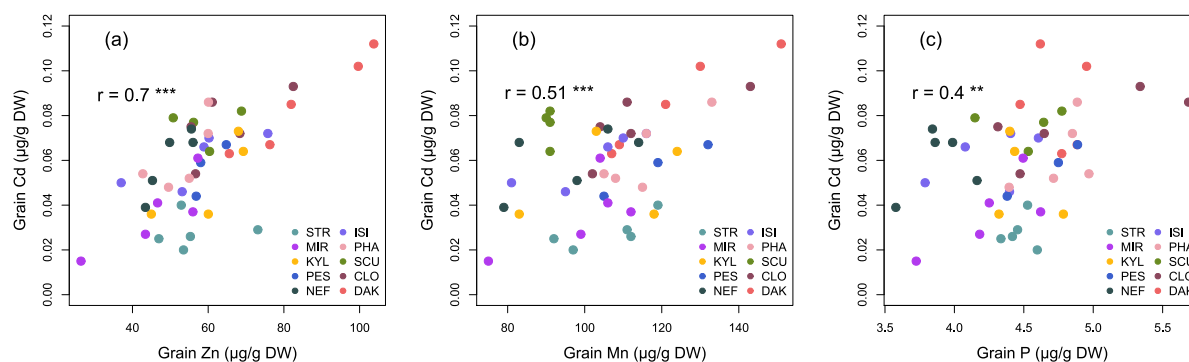 (a)
r = 0.7 ***
Grain Cd (µg/g DW)
0.00 0.02 0.04 0.06 0.08 0.10 0.12
STR ISI
MIR PHA
KYL SCU
PES CLO
NEF DAK
40 60 80 100
Grain Zn (µg/g DW)
(b)
r = 0.51 ***
Grain Cd (µg/g DW)
0.00 0.02 0.04 0.06 0.08 0.10 0.12
STR ISI
MIR PHA
KYL SCU
PES CLO
NEF DAK
80 100 120 140
Grain Mn (µg/g DW)
(c)
r = 0.4 **
Grain Cd (µg/g DW)
0.00 0.02 0.04 0.06 0.08 0.10 0.12
STR ISI
MIR PHA
KYL SCU
PES CLO
NEF DAK
3.5 4.0 4.5 5.0 5.5
Grain P (µg/g DW)